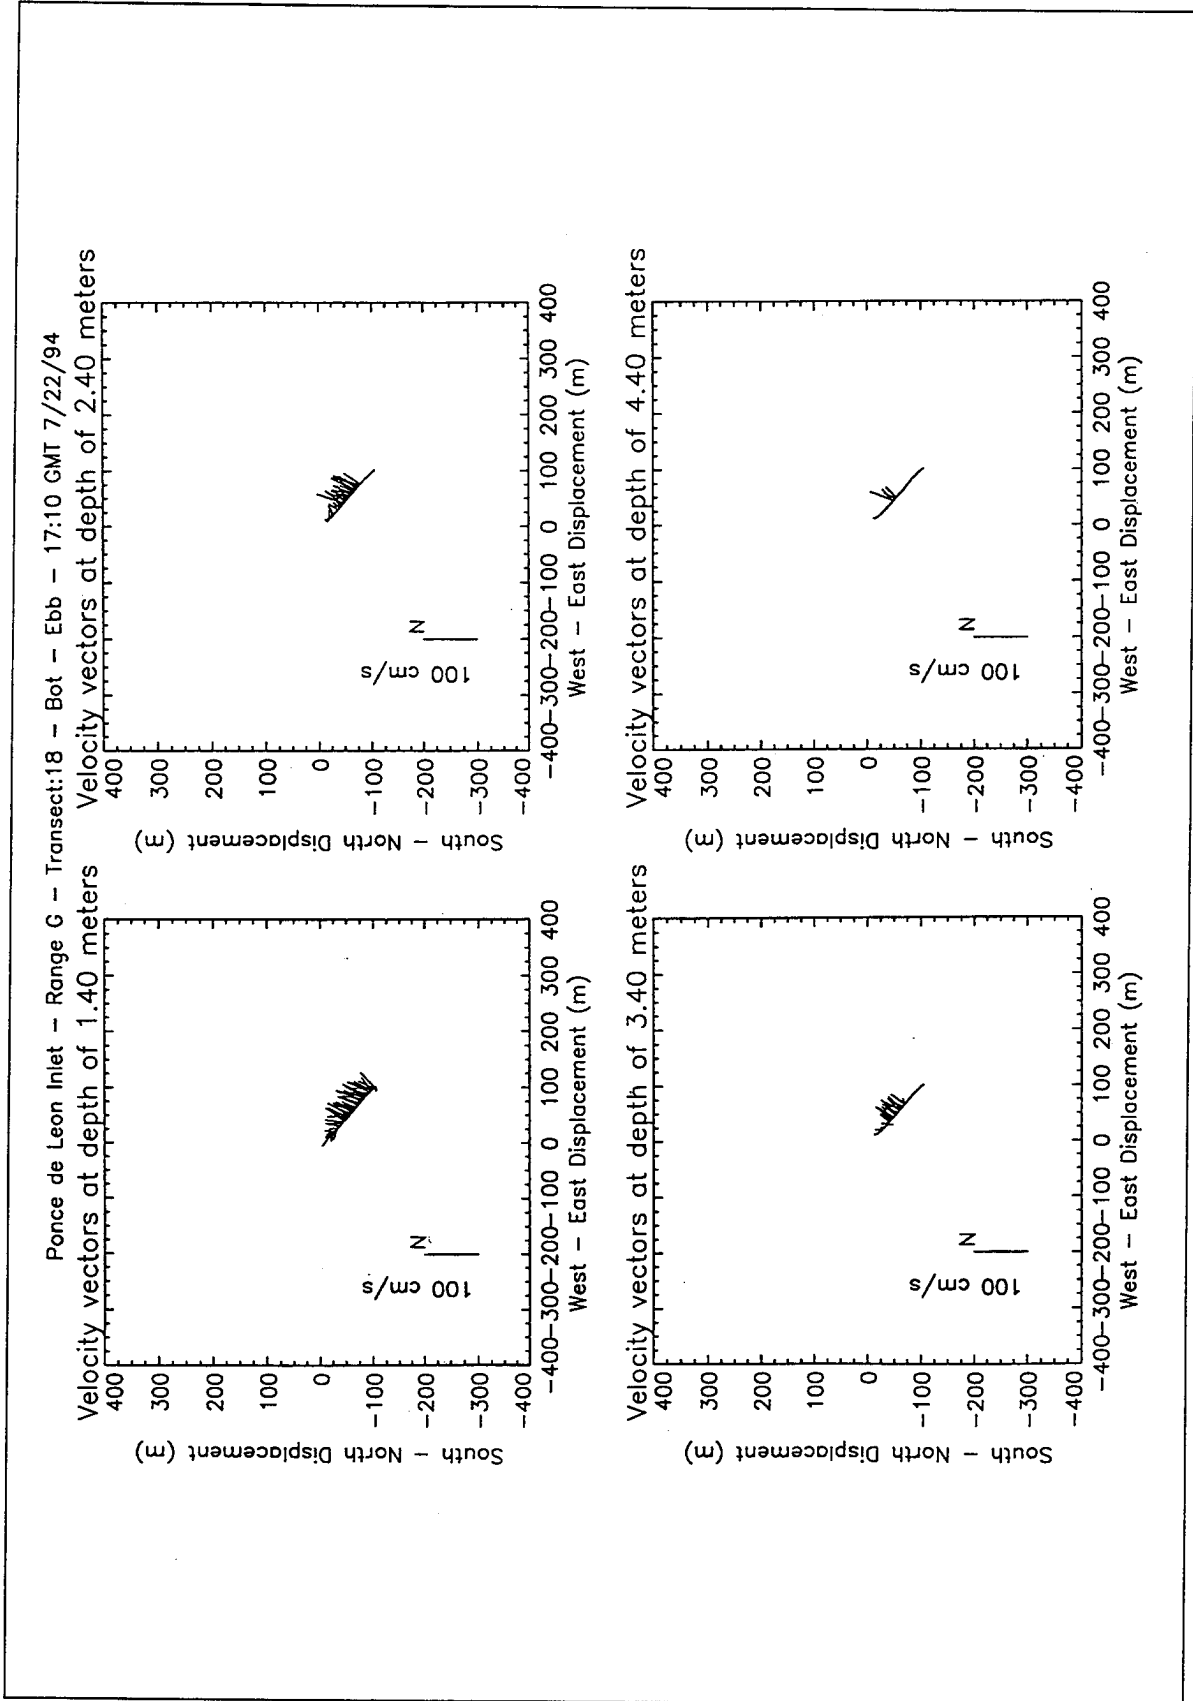 Ponce de Leon Inlet – Range G – Transect:18 – Bot – Ebb – 17:10 GMT 7/22/94
Velocity vectors at depth of 1.40 meters
South – North Displacement (m)
400
300
200
100
0
−100
−200
−300
−400
N
100 cm/s
−400−300−200−100 0 100 200 300 400
West – East Displacement (m)
Velocity vectors at depth of 2.40 meters
South – North Displacement (m)
400
300
200
100
0
−100
−200
−300
−400
N
100 cm/s
−400−300−200−100 0 100 200 300 400
West – East Displacement (m)
Velocity vectors at depth of 3.40 meters
South – North Displacement (m)
400
300
200
100
0
−100
−200
−300
−400
N
100 cm/s
−400−300−200−100 0 100 200 300 400
West – East Displacement (m)
Velocity vectors at depth of 4.40 meters
South – North Displacement (m)
400
300
200
100
0
−100
−200
−300
−400
N
100 cm/s
−400−300−200−100 0 100 200 300 400
West – East Displacement (m)